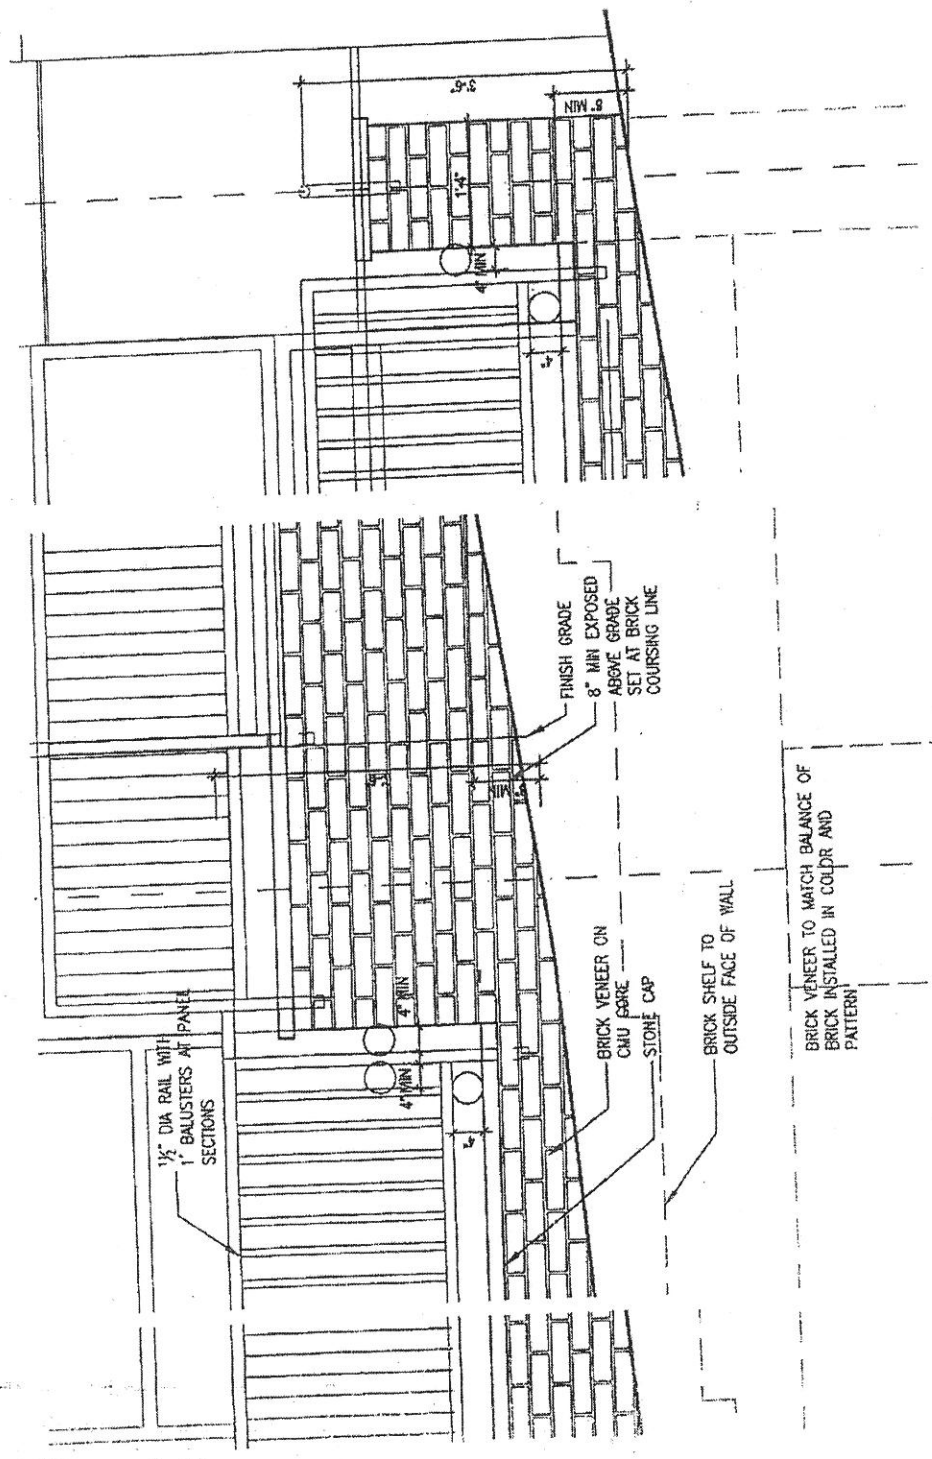 1½" DIA RAIL WITH
1" BALUSTERS AT PANEL
SECTIONS
FINISH GRADE
8" MIN EXPOSED
ABOVE GRADE
SET AT BRICK
COURSING LINE
BRICK VENEER ON
CMU CORE
STONE CAP
BRICK SHELF TO
OUTSIDE FACE OF WALL
BRICK VENEER TO MATCH BALANCE OF
BRICK INSTALLED IN COLOR AND
PATTERN
4" MIN
4" MIN
4"
MIN
4" MIN
4"
1'-4"
3'-6"
8" MIN